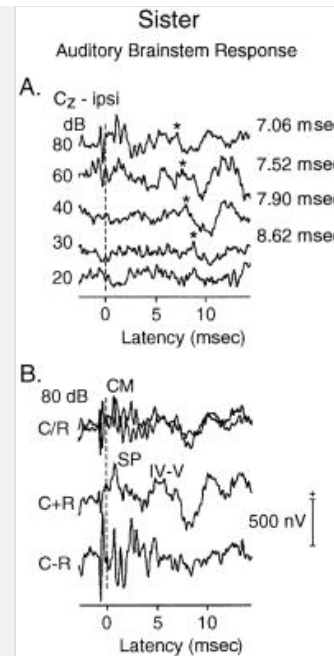 Sister
Auditory Brainstem Response
A.
Cz - ipsi
dB
80 * 7.06 msec
60 * 7.52 msec
40 * 7.90 msec
30 * 8.62 msec
20
0 5 10
Latency (msec)
B.
80 dB CM
C/R
SP IV-V
C+R
500 nV
C-R
0 5 10
Latency (msec)